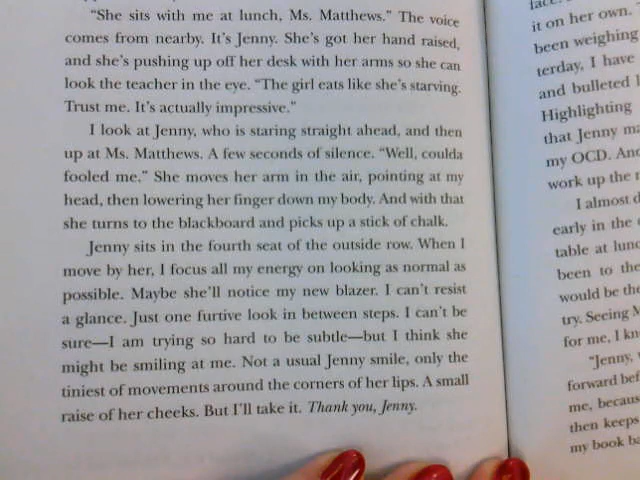 "She sits with me at lunch, Ms. Matthews." The voice
comes from nearby. It's Jenny. She's got her hand raised,
and she's pushing up off her desk with her arms so she can
look the teacher in the eye. "The girl eats like she's starving.
Trust me. It's actually impressive."
I look at Jenny, who is staring straight ahead, and then
up at Ms. Matthews. A few seconds of silence. "Well, coulda
fooled me." She moves her arm in the air, pointing at my
head, then lowering her finger down my body. And with that
she turns to the blackboard and picks up a stick of chalk.
Jenny sits in the fourth seat of the outside row. When I
move by her, I focus all my energy on looking as normal as
possible. Maybe she'll notice my new blazer. I can't resist
a glance. Just one furtive look in between steps. I can't be
sure—I am trying so hard to be subtle—but I think she
might be smiling at me. Not a usual Jenny smile, only the
tiniest of movements around the corners of her lips. A small
raise of her cheeks. But I'll take it. Thank you, Jenny.
it on her own.
been weighing
terday, I have
and bulleted
Highlighting
that Jenny
my OCD.
work up the
I almost
early in the
table at
been to the
would be
try. Seeing
for me, I
"Jenny,
forward
me,
then keeps
my book